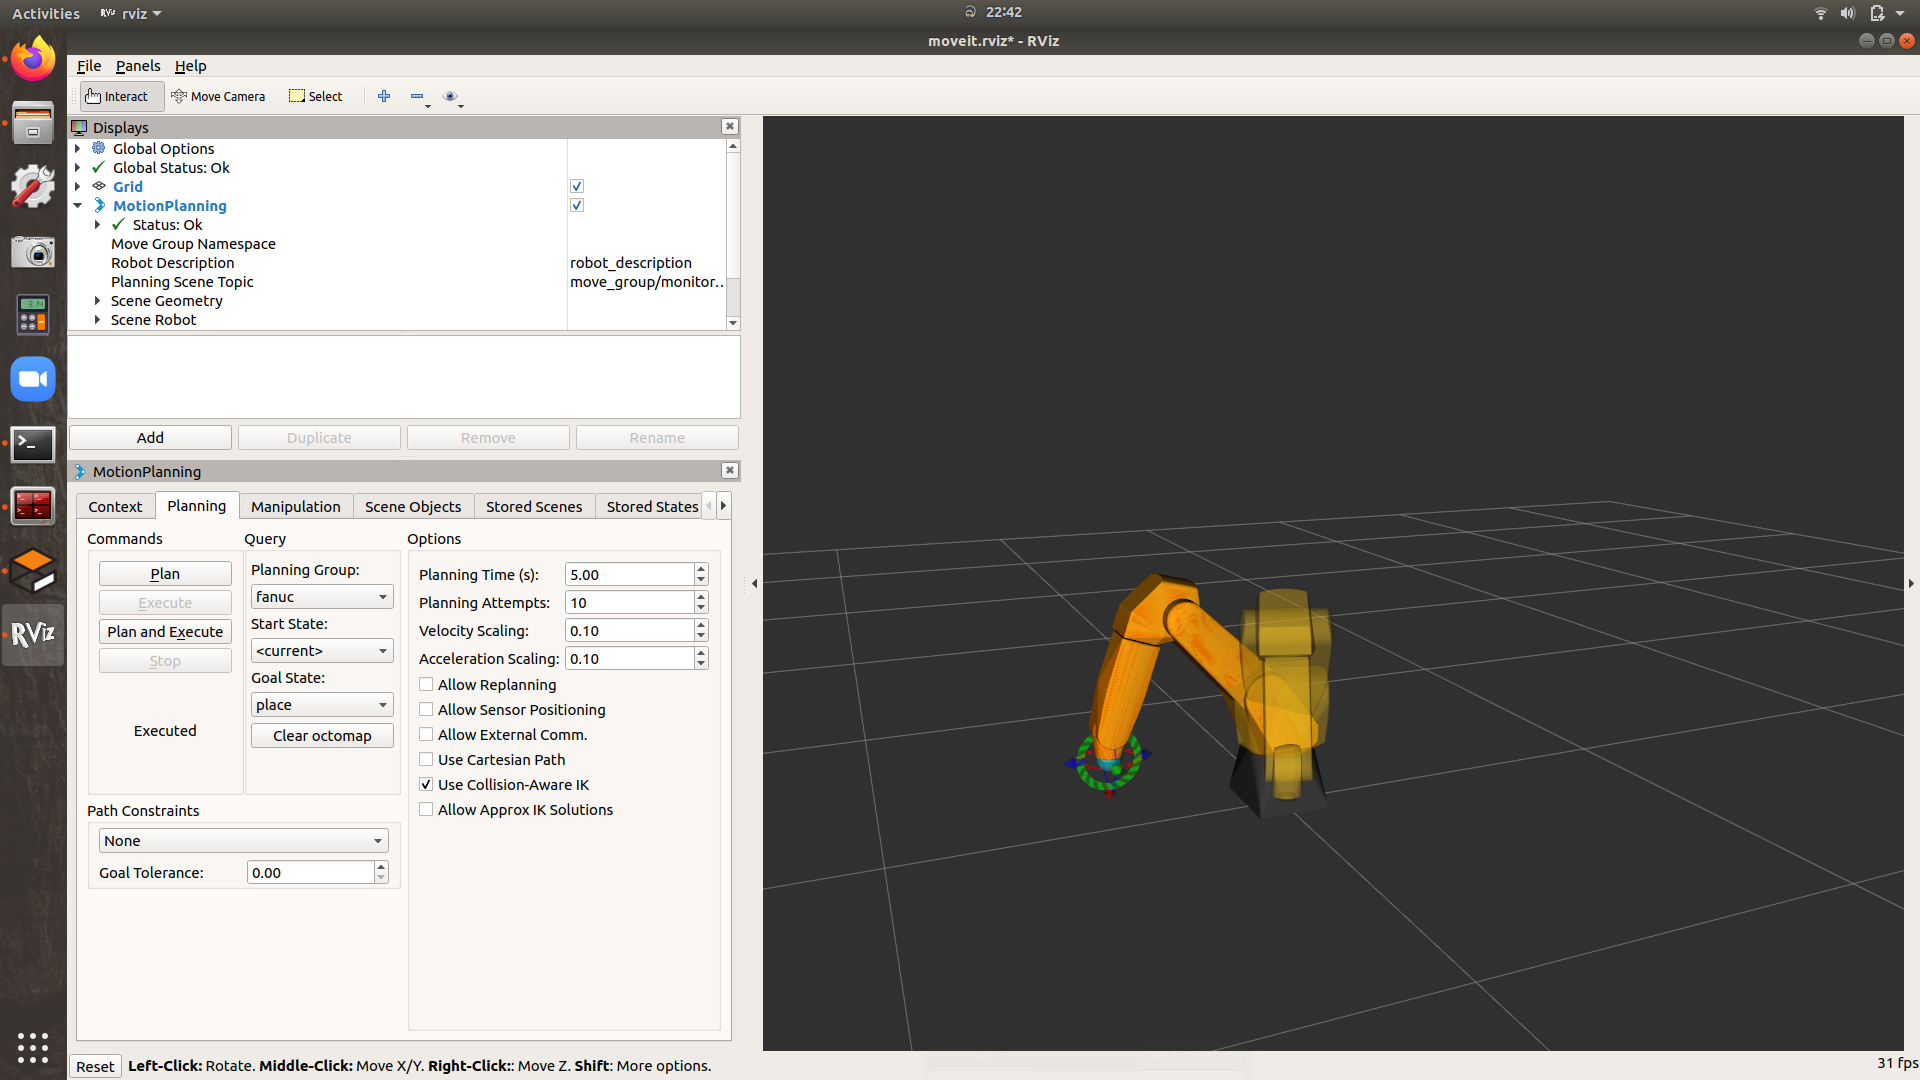 Activities RViz rviz 22:42
moveit.rviz* - RViz
File Panels Help
Interact Move Camera Select
Displays
Global Options
Global Status: Ok
Grid
MotionPlanning
Status: Ok
Move Group Namespace
Robot Description robot_description
Planning Scene Topic move_group/monitor..
Scene Geometry
Scene Robot
Add Duplicate Remove Rename
MotionPlanning
Context Planning Manipulation Scene Objects Stored Scenes Stored States
Commands Query Options
Plan
Execute
Plan and Execute
Stop
Executed
Planning Group:
fanuc
Start State:
<current>
Goal State:
place
Clear octomap
Planning Time (s): 5.00
Planning Attempts: 10
Velocity Scaling: 0.10
Acceleration Scaling: 0.10
Allow Replanning
Allow Sensor Positioning
Allow External Comm.
Use Cartesian Path
Use Collision-Aware IK
Allow Approx IK Solutions
Path Constraints
None
Goal Tolerance: 0.00
RViz
Reset Left-Click: Rotate. Middle-Click: Move X/Y. Right-Click:: Move Z. Shift: More options. 31 fps